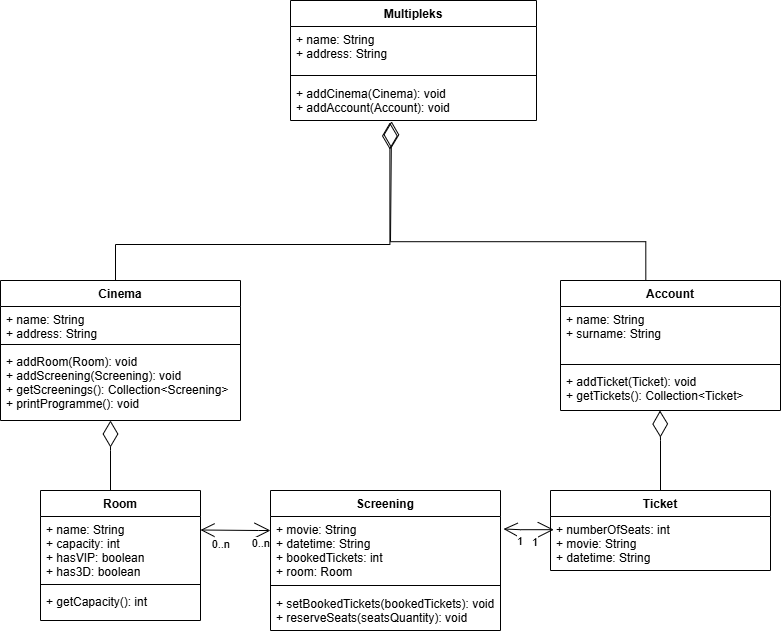 Multipleks
+ name: String
+ address: String
+ addCinema(Cinema): void
+ addAccount(Account): void
Cinema
+ name: String
+ address: String
+ addRoom(Room): void
+ addScreening(Screening): void
+ getScreenings(): Collection<Screening>
+ printProgramme(): void
Account
+ name: String
+ surname: String
+ addTicket(Ticket): void
+ getTickets(): Collection<Ticket>
Room
+ name: String
+ capacity: int
+ hasVIP: boolean
+ has3D: boolean
+ getCapacity(): int
0..n
0..n
Screening
+ movie: String
+ datetime: String
+ bookedTickets: int
+ room: Room
+ setBookedTickets(bookedTickets): void
+ reserveSeats(seatsQuantity): void
1
1
Ticket
+ numberOfSeats: int
+ movie: String
+ datetime: String